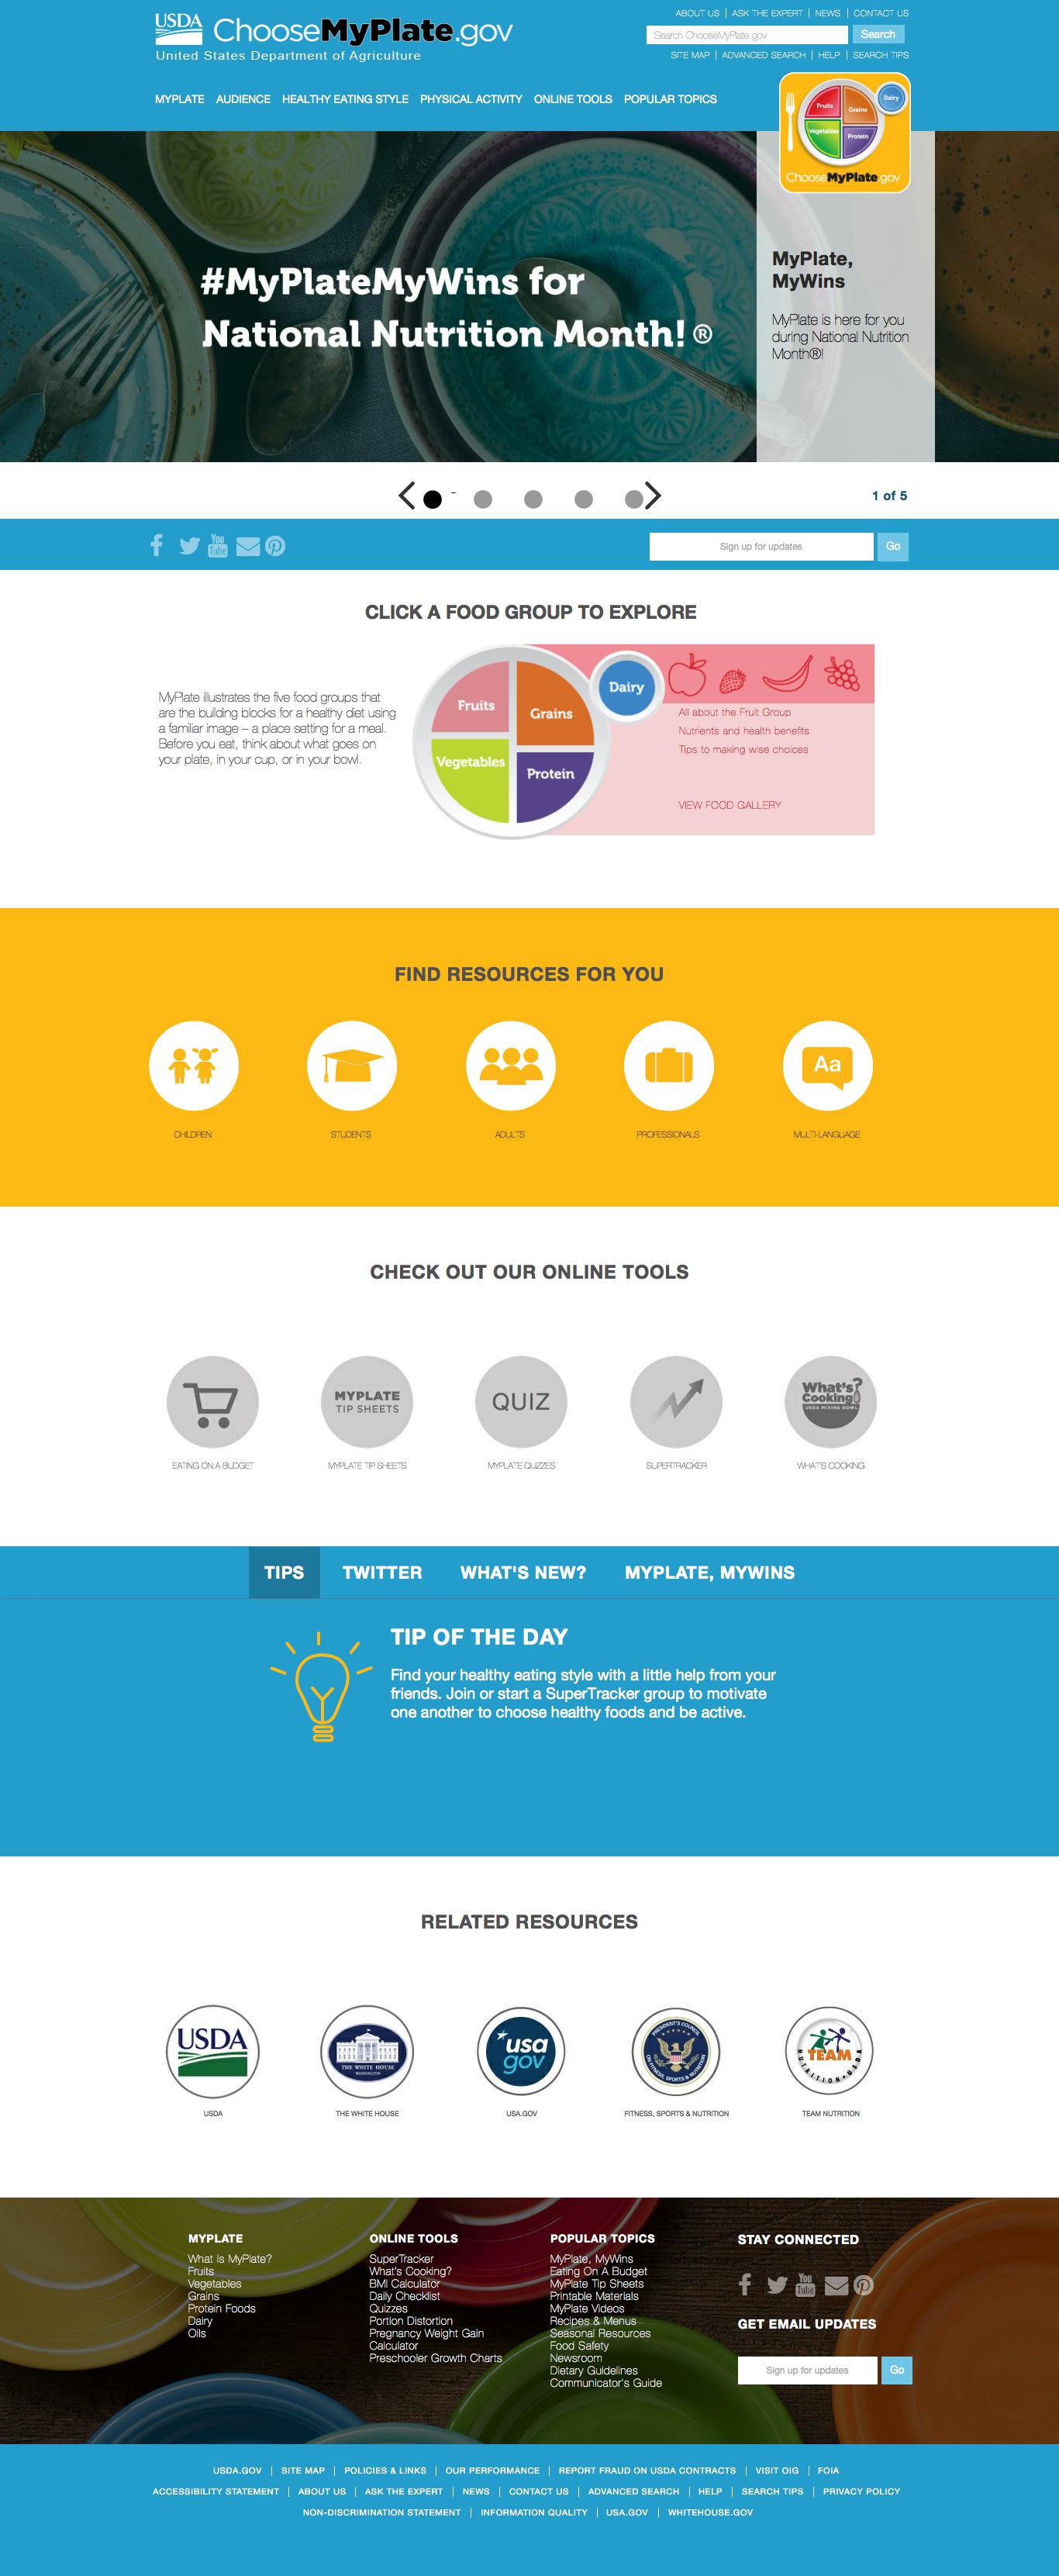 USDA
ChooseMyPlate.gov
United States Department of Agriculture
ABOUT US | ASK THE EXPERT | NEWS | CONTACT US
Search ChooseMyPlate.gov
Search
SITE MAP | ADVANCED SEARCH | HELP | SEARCH TIPS
MYPLATE AUDIENCE HEALTHY EATING STYLE PHYSICAL ACTIVITY ONLINE TOOLS POPULAR TOPICS
Dairy
Fruits
Grains
Vegetables
Protein
ChooseMyPlate.gov
#MyPlateMyWins for
National Nutrition Month!®
MyPlate,
MyWins
MyPlate is here for you
during National Nutrition
Month®!
1 of 5
You
Tube
Sign up for updates
Go
CLICK A FOOD GROUP TO EXPLORE
MyPlate illustrates the five food groups that
are the building blocks for a healthy diet using
a familiar image – a place setting for a meal.
Before you eat, think about what goes on
your plate, in your cup, or in your bowl.
Fruits
Grains
Dairy
Vegetables
Protein
All about the Fruit Group
Nutrients and health benefits
Tips to making wise choices
VIEW FOOD GALLERY
FIND RESOURCES FOR YOU
Aa
CHILDREN
STUDENTS
ADULTS
PROFESSIONALS
MULTI-LANGUAGE
CHECK OUT OUR ONLINE TOOLS
MYPLATE
TIP SHEETS
QUIZ
What's
Cooking?
USDA MIXING BOWL
EATING ON A BUDGET
MYPLATE TIP SHEETS
MYPLATE QUIZZES
SUPERTRACKER
WHAT'S COOKING
TIPS
TWITTER
WHAT'S NEW?
MYPLATE, MYWINS
TIP OF THE DAY
Find your healthy eating style with a little help from your
friends. Join or start a SuperTracker group to motivate
one another to choose healthy foods and be active.
RELATED RESOURCES
USDA
THE WHITE HOUSE
WASHINGTON
usa
gov
PRESIDENT'S COUNCIL
ON FITNESS, SPORTS & NUTRITION
TEAM
NUTRITION USDA
USDA
THE WHITE HOUSE
USA.GOV
FITNESS, SPORTS & NUTRITION
TEAM NUTRITION
MYPLATE
What Is MyPlate?
Fruits
Vegetables
Grains
Protein Foods
Dairy
Oils
ONLINE TOOLS
SuperTracker
What's Cooking?
BMI Calculator
Daily Checklist
Quizzes
Portion Distortion
Pregnancy Weight Gain
Calculator
Preschooler Growth Charts
POPULAR TOPICS
MyPlate, MyWins
Eating On A Budget
MyPlate Tip Sheets
Printable Materials
MyPlate Videos
Recipes & Menus
Seasonal Resources
Food Safety
Newsroom
Dietary Guidelines
Communicator's Guide
STAY CONNECTED
You
Tube
GET EMAIL UPDATES
Sign up for updates
Go
USDA.GOV | SITE MAP | POLICIES & LINKS | OUR PERFORMANCE | REPORT FRAUD ON USDA CONTRACTS | VISIT OIG | FOIA
ACCESSIBILITY STATEMENT | ABOUT US | ASK THE EXPERT | NEWS | CONTACT US | ADVANCED SEARCH | HELP | SEARCH TIPS | PRIVACY POLICY
NON-DISCRIMINATION STATEMENT | INFORMATION QUALITY | USA.GOV | WHITEHOUSE.GOV